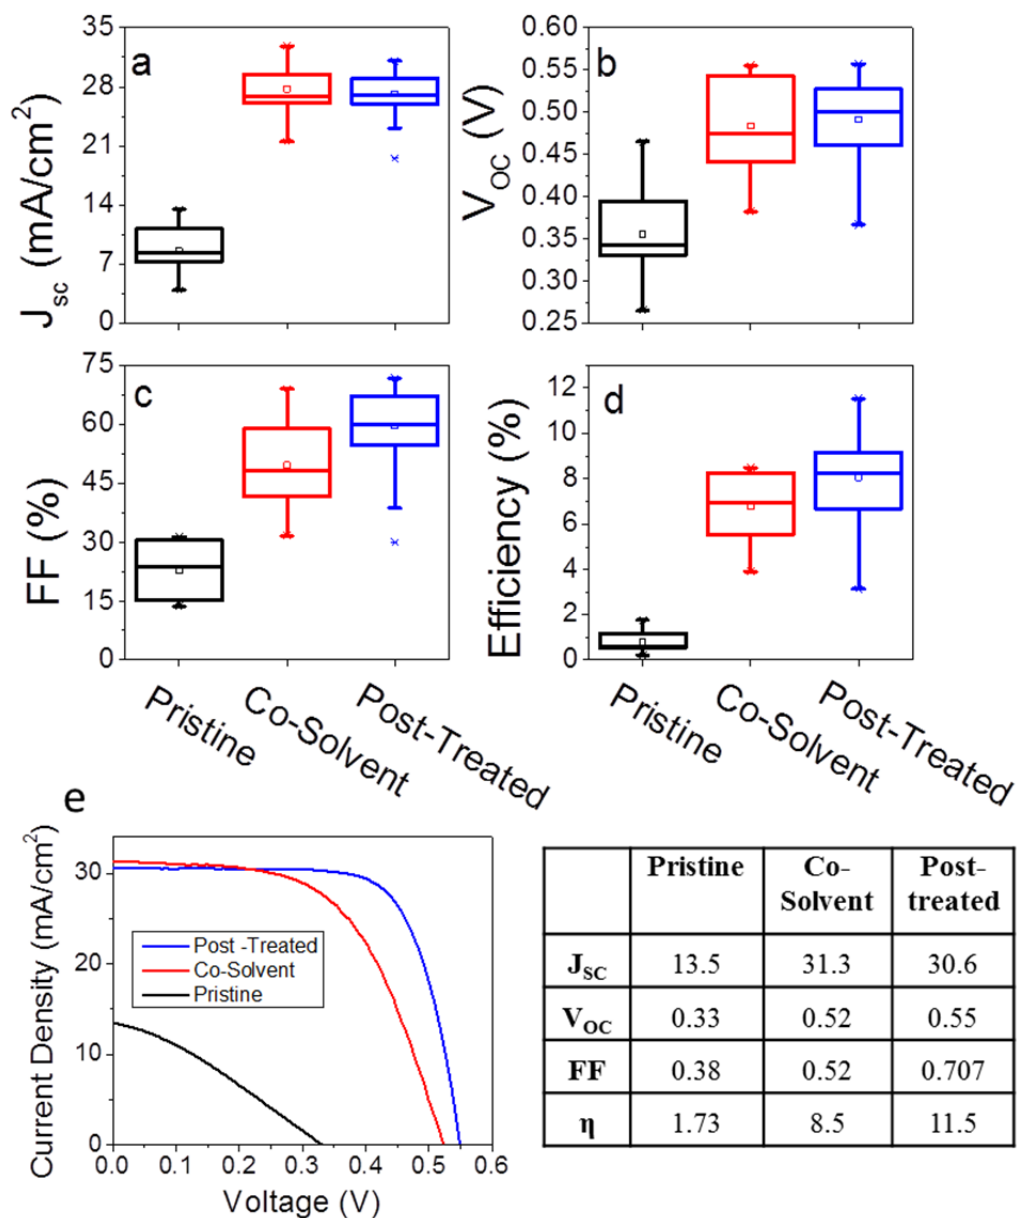 a
J_sc (mA/cm²)
35
28
21
14
7
0
b
V_OC (V)
0.60
0.55
0.50
0.45
0.40
0.35
0.30
0.25
c
FF (%)
75
60
45
30
15
0
d
Efficiency (%)
12
10
8
6
4
2
0
Pristine
Co-Solvent
Post-Treated
Pristine
Co-Solvent
Post-Treated
e
Current Density (mA/cm²)
30
20
10
0
Post -Treated
Co-Solvent
Pristine
0.0 0.1 0.2 0.3 0.4 0.5 0.6
Voltage (V)
Pristine Co- Post-
Solvent treated
J_SC 13.5 31.3 30.6
V_OC 0.33 0.52 0.55
FF 0.38 0.52 0.707
η 1.73 8.5 11.5